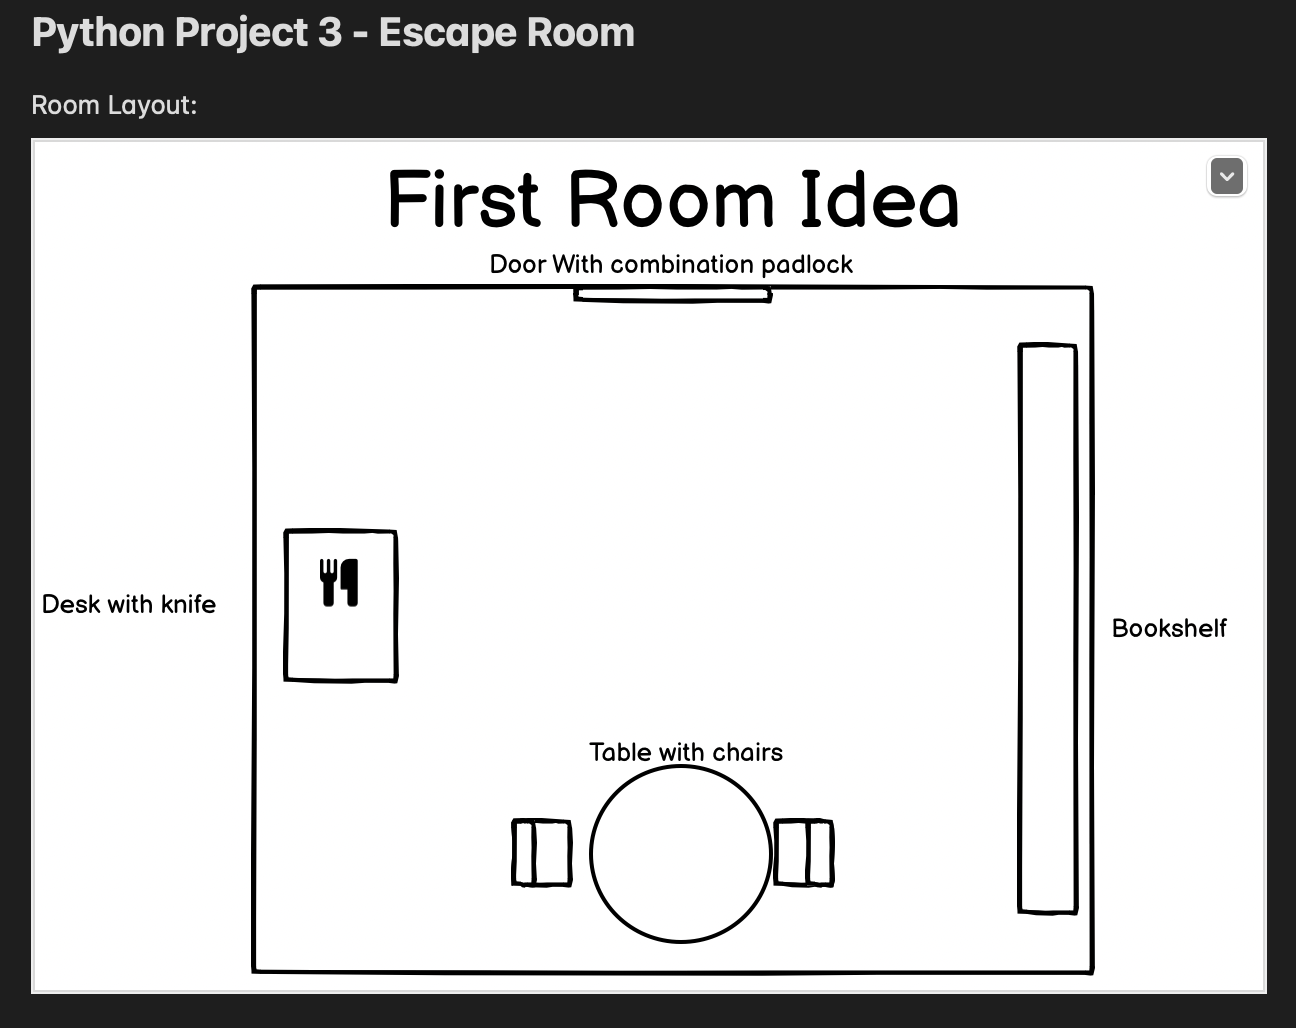 Python Project 3 - Escape Room
Room Layout:
First Room Idea
Door With combination padlock
Desk with knife
Bookshelf
Table with chairs